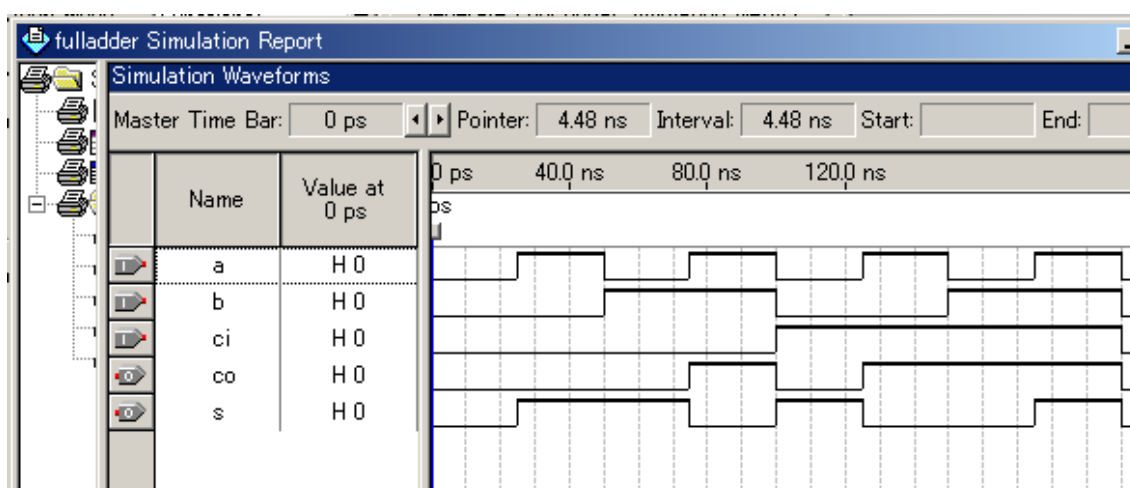 fulladder Simulation Report
Simulation Waveforms
Master Time Bar: 0 ps Pointer: 4.48 ns Interval: 4.48 ns Start: End:
Name Value at 0 ps
0 ps 40.0 ns 80.0 ns 120.0 ns
ps
a H 0
b H 0
ci H 0
co H 0
s H 0